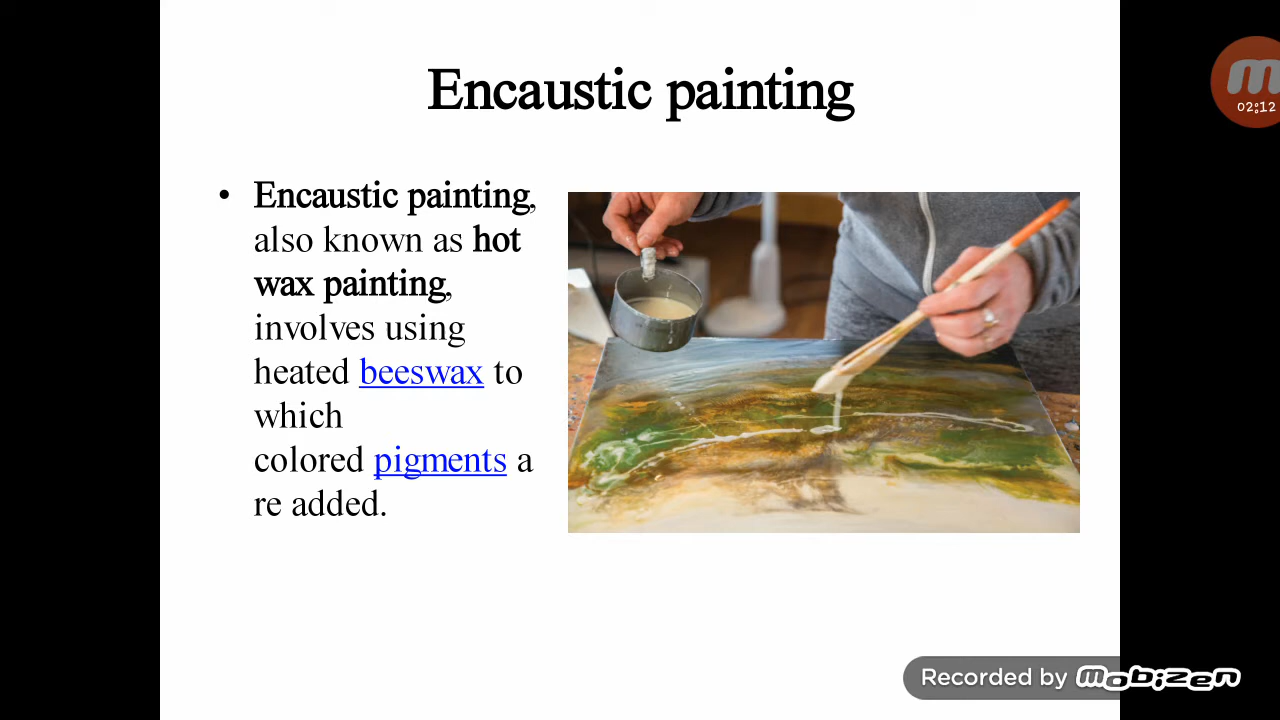 Encaustic painting
• Encaustic painting,
also known as hot
wax painting,
involves using
heated beeswax to
which
colored pigments a
re added.
m
02:12
Recorded by mobizen